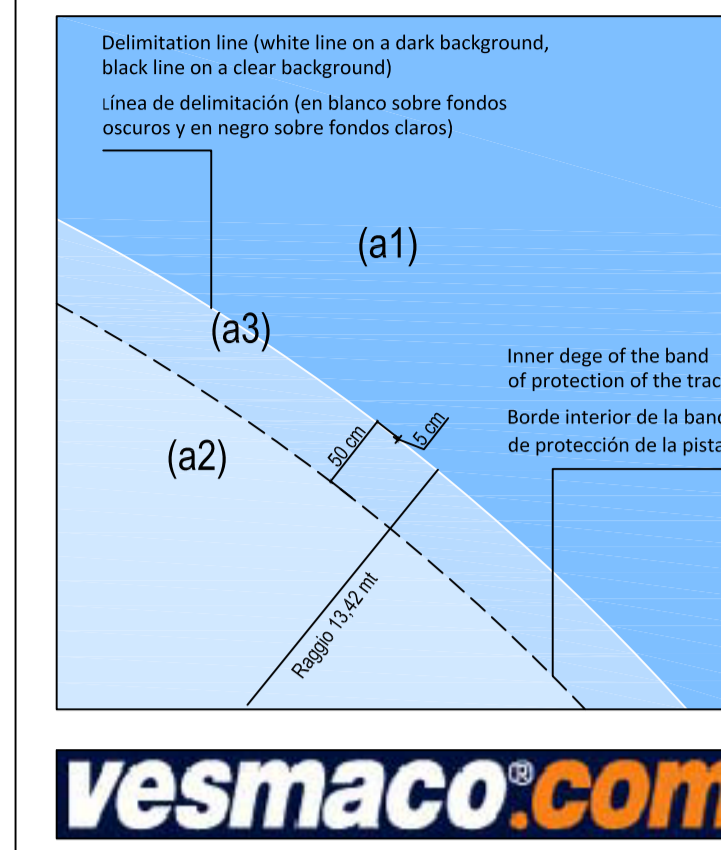 Delimitation line (white line on a dark background,
black line on a clear background)
Línea de delimitación (en blanco sobre fondos
oscuros y en negro sobre fondos claros)
(a1)
(a3)
Inner dege of the band
of protection of the trac
Borde interior de la band
de protección de la pista
(a2)
50 cm
5 cm
Raggio 13,42 mt
vesmaco®.com